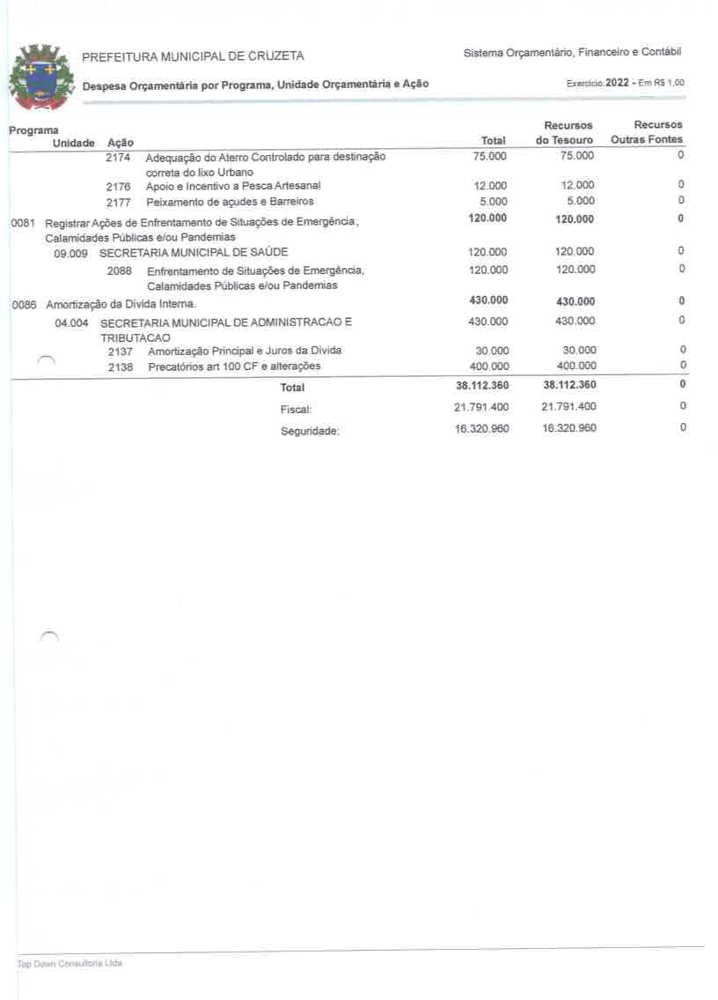 PREFEITURA MUNICIPAL DE CRUZETA
Sistema Orçamentário, Financeiro e Contábil
Despesa Orçamentária por Programa, Unidade Orçamentária e Ação
Exercício: 2022 - Em R$ 1,00
Programa
Unidade Ação Total Recursos do Tesouro Recursos Outras Fontes
2174 Adequação do Aterro Controlado para destinação 75.000 75.000 0
correta do lixo Urbano
2176 Apoio e Incentivo a Pesca Artesanal 12.000 12.000 0
2177 Peixamento de açudes e Barreiros 5.000 5.000 0
0081 Registrar Ações de Enfrentamento de Situações de Emergência, 120.000 120.000 0
Calamidades Públicas e/ou Pandemias
09.009 SECRETARIA MUNICIPAL DE SAÚDE 120.000 120.000 0
2088 Enfrentamento de Situações de Emergência, 120.000 120.000 0
Calamidades Públicas e/ou Pandemias
0086 Amortização da Dívida Interna. 430.000 430.000 0
04.004 SECRETARIA MUNICIPAL DE ADMINISTRACAO E 430.000 430.000 0
TRIBUTACAO
2137 Amortização Principal e Juros da Dívida 30.000 30.000 0
2138 Precatórios art 100 CF e alterações 400.000 400.000 0
Total 38.112.360 38.112.360 0
Fiscal: 21.791.400 21.791.400 0
Seguridade: 16.320.960 16.320.960 0
Top Down Consultoria Ltda